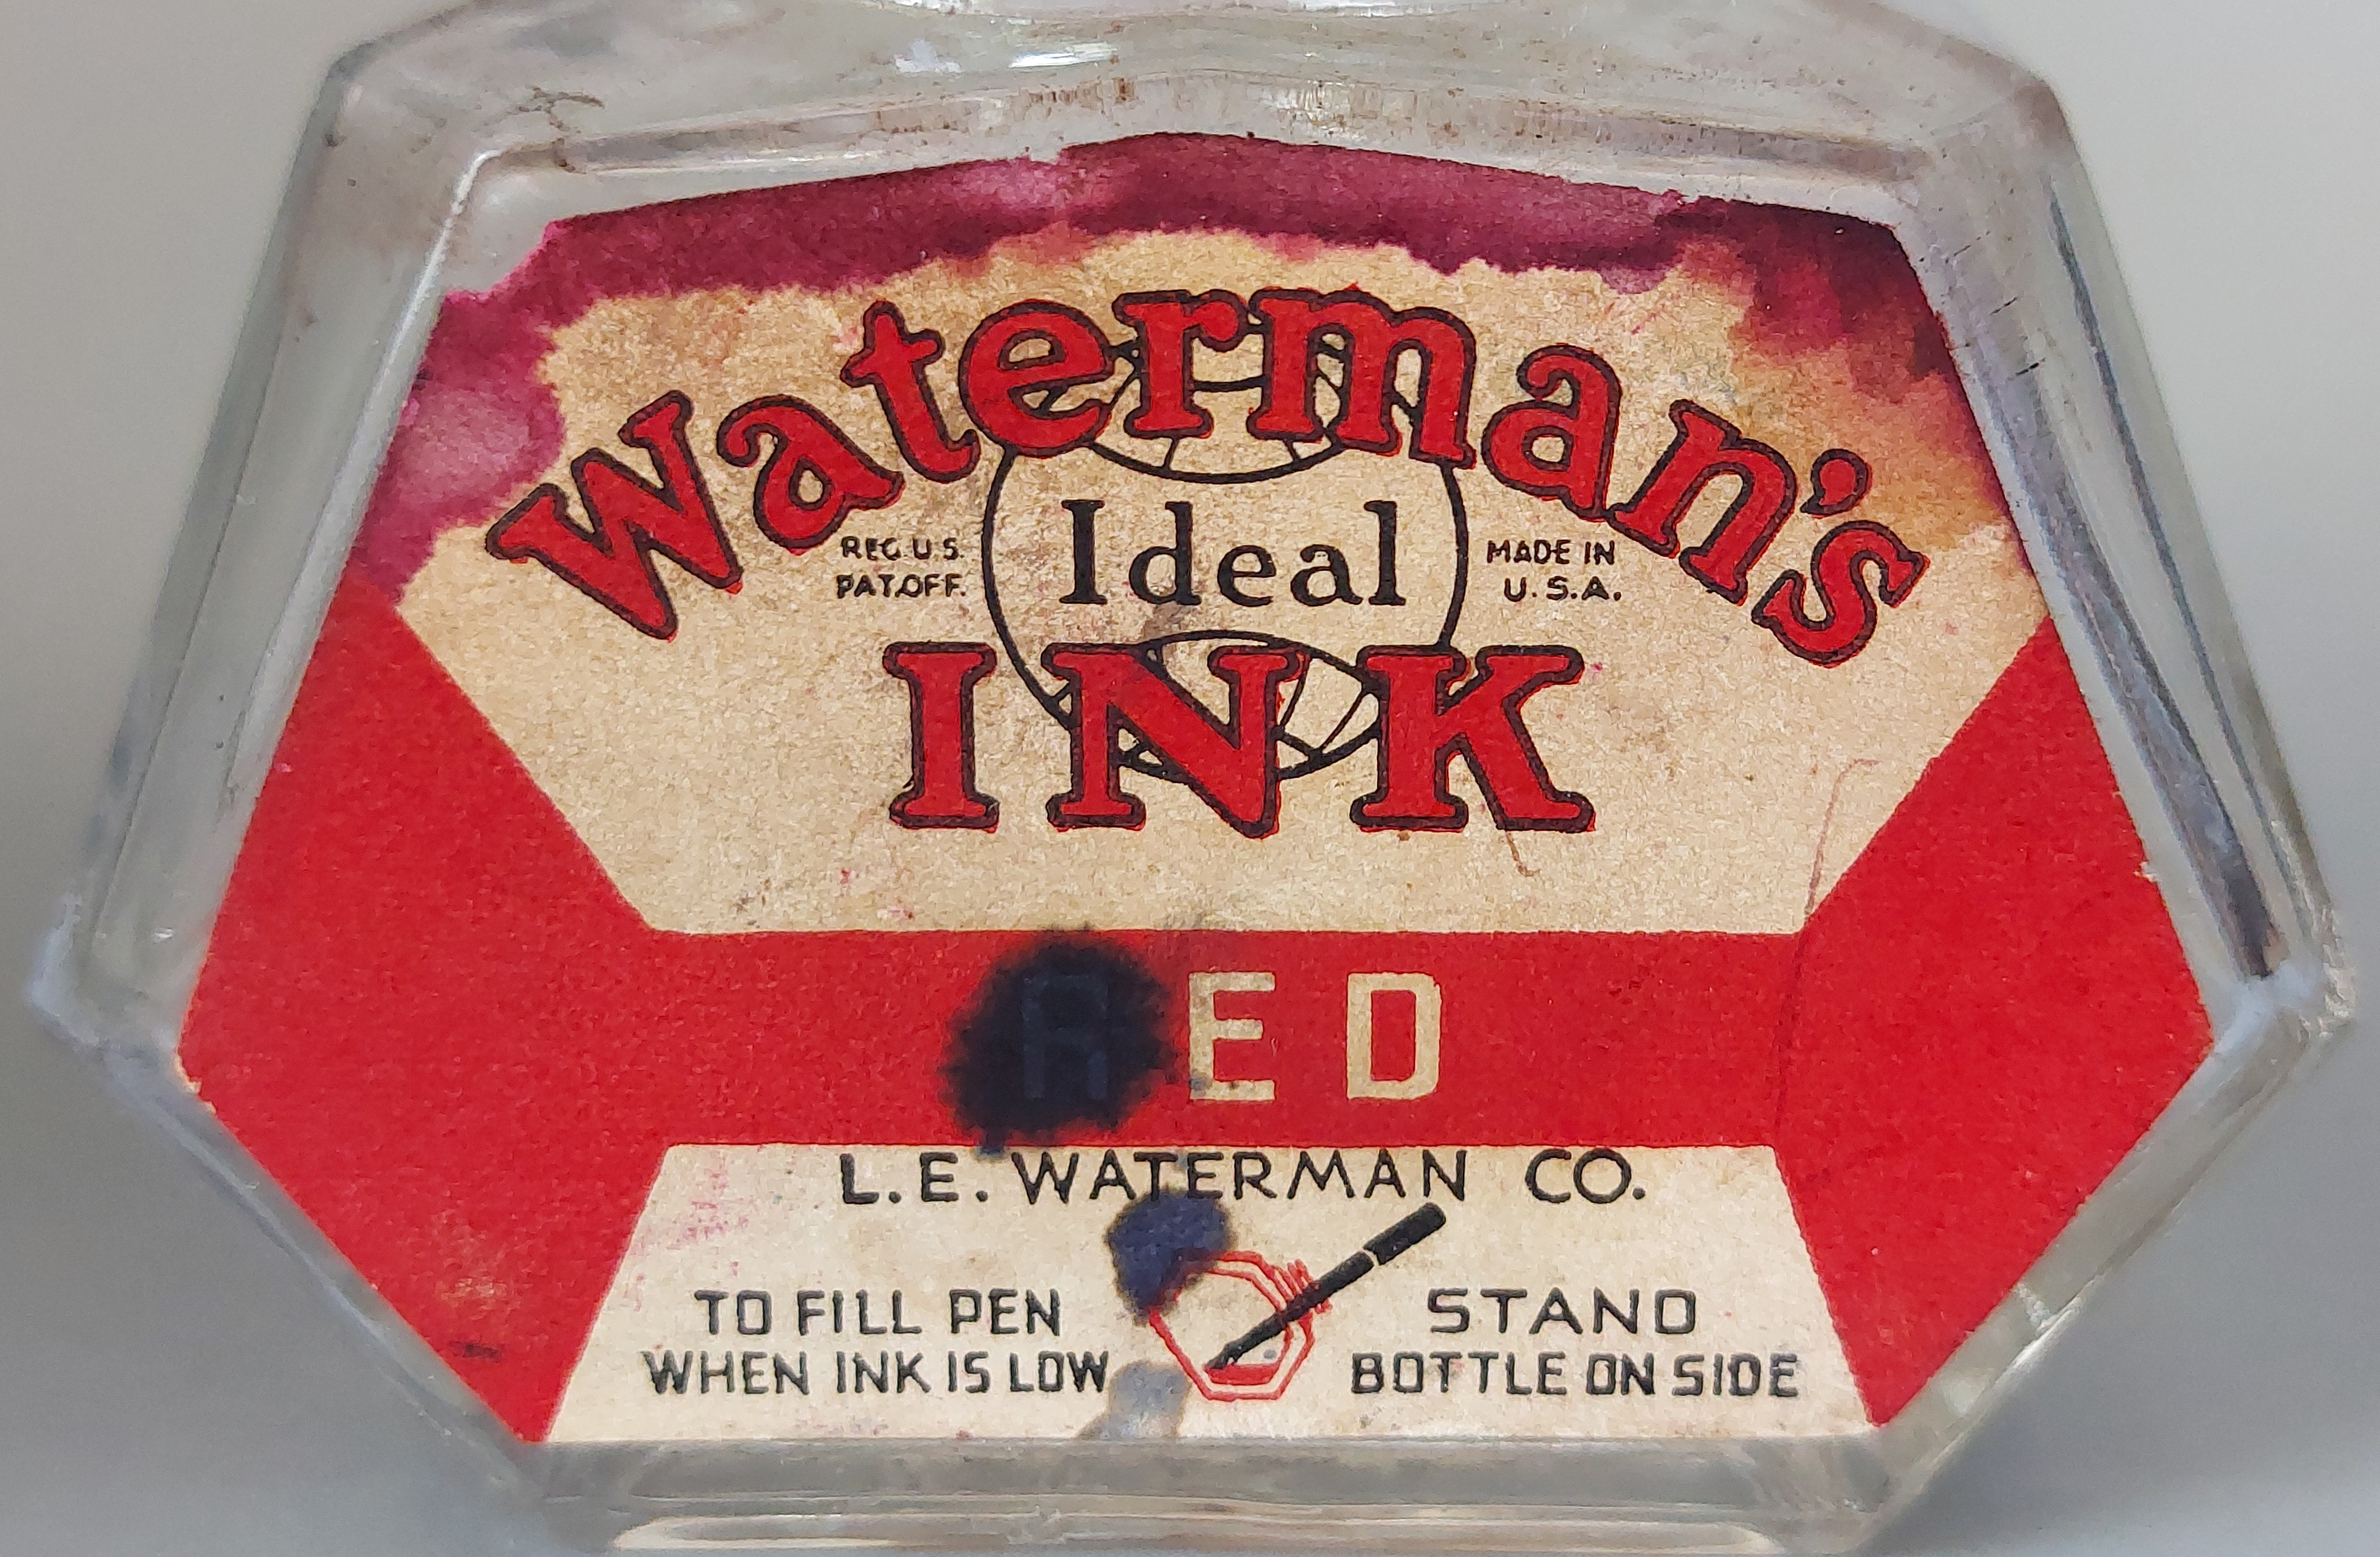 Waterman's
REG. U.S.
PAT.OFF.
Ideal
MADE IN
U.S.A.
INK
RED
L.E. WATERMAN CO.
TO FILL PEN
WHEN INK IS LOW
STAND
BOTTLE ON SIDE